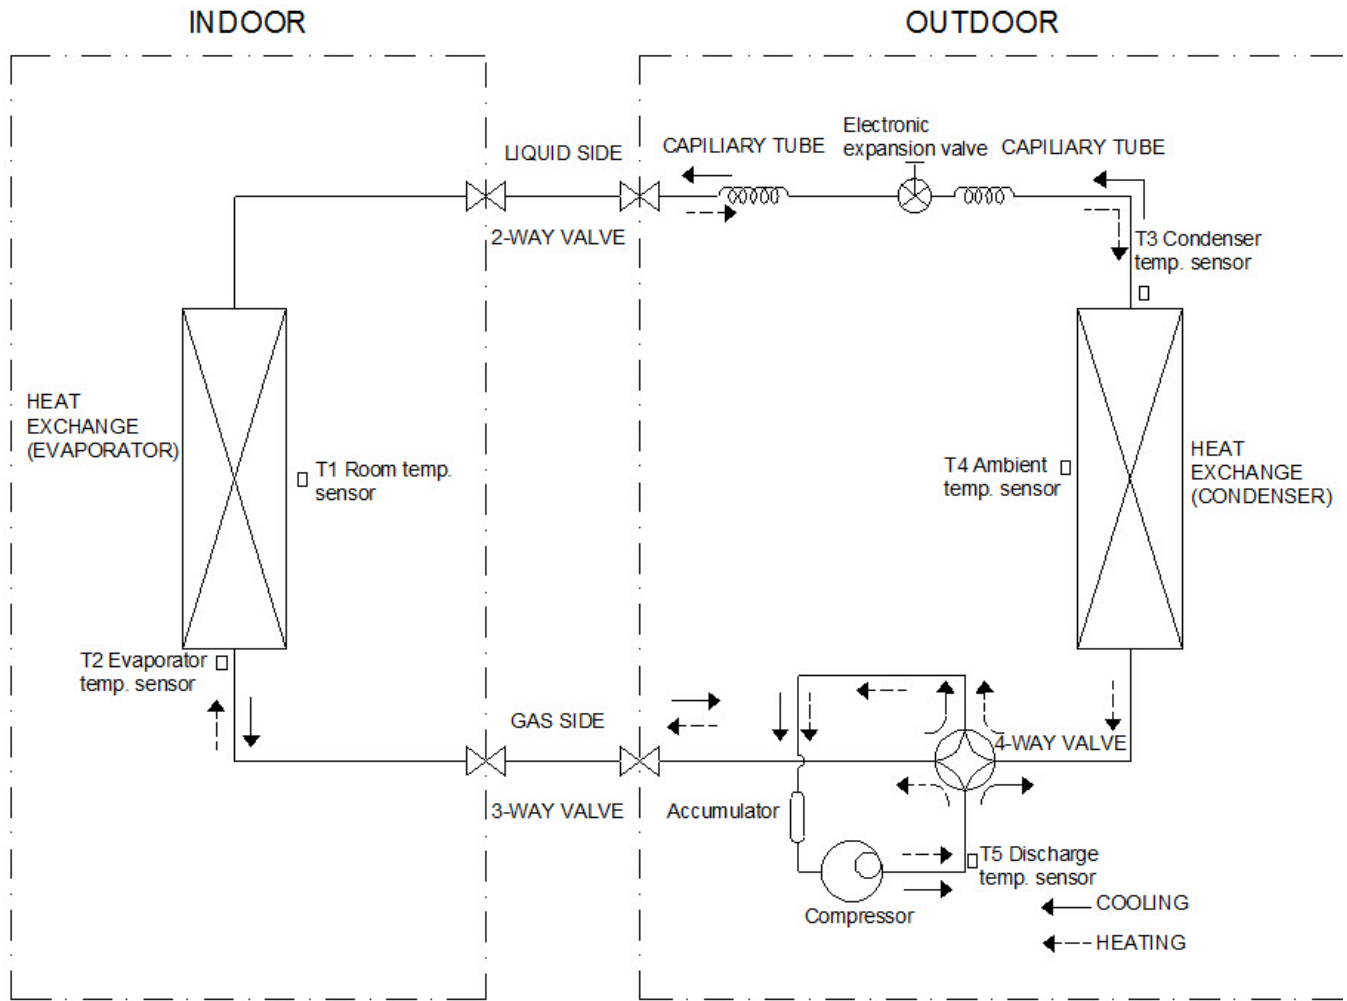 INDOOR
OUTDOOR
LIQUID SIDE
CAPILIARY TUBE
Electronic
expansion valve
CAPILIARY TUBE
2-WAY VALVE
T3 Condenser
temp. sensor
HEAT
EXCHANGE
(EVAPORATOR)
T1 Room temp.
sensor
T4 Ambient
temp. sensor
HEAT
EXCHANGE
(CONDENSER)
T2 Evaporator
temp. sensor
GAS SIDE
4-WAY VALVE
3-WAY VALVE
Accumulator
T5 Discharge
temp. sensor
Compressor
COOLING
HEATING